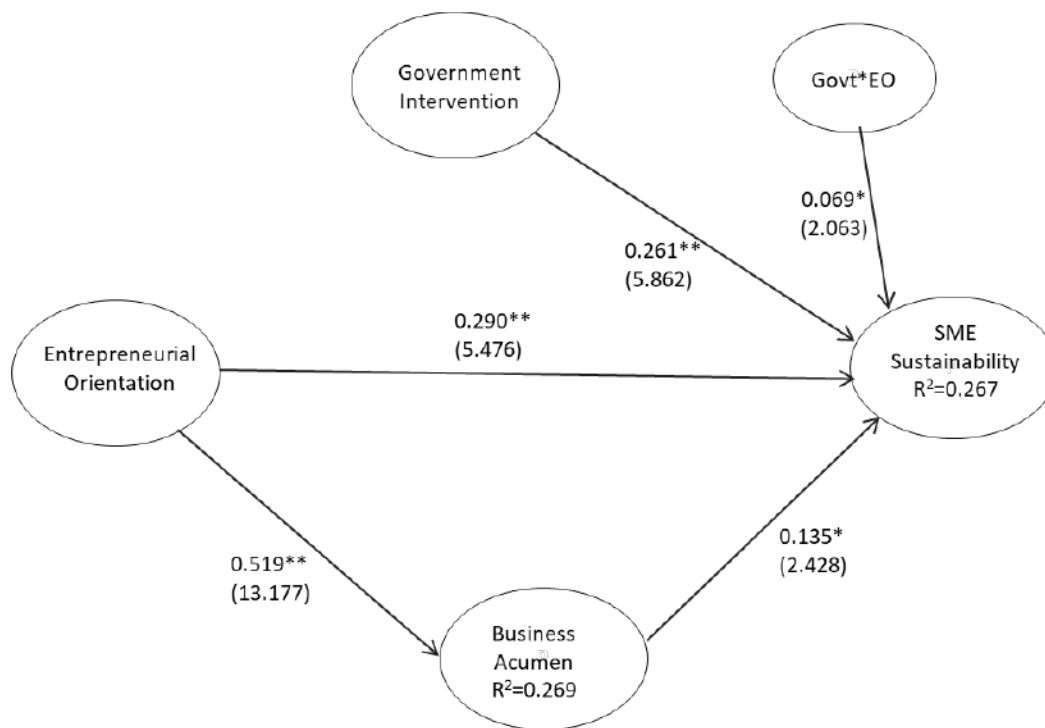 Government
Intervention
Govt*EO
0.069*
(2.063)
0.261**
(5.862)
0.290**
(5.476)
SME
Sustainability
R²=0.267
Entrepreneurial
Orientation
0.519**
(13.177)
0.135*
(2.428)
Business
Acumen
R²=0.269